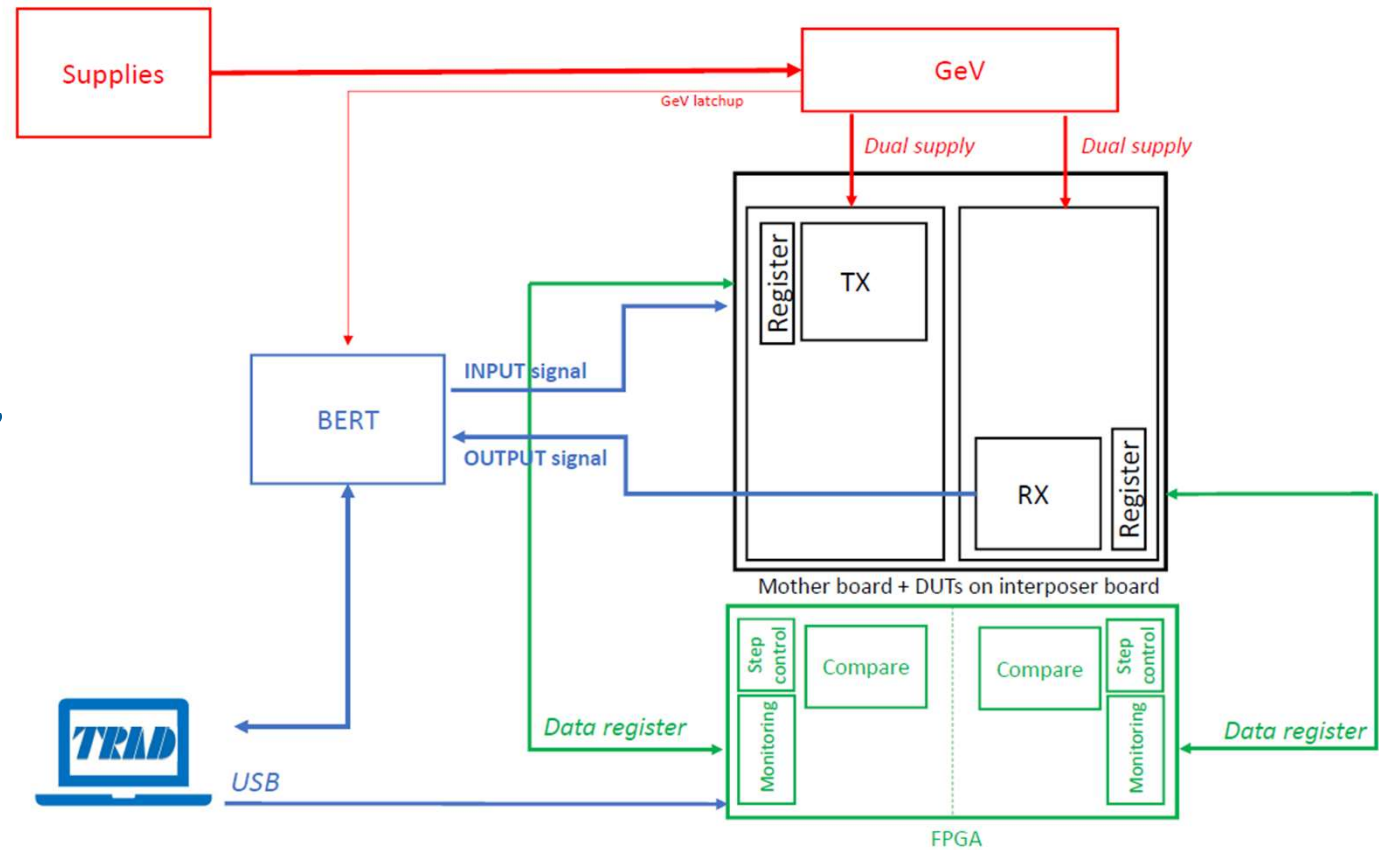 Supplies
GeV
GeV latchup
Dual supply
Dual supply
Register
TX
INPUT signal
BERT
OUTPUT signal
RX
Register
,
Mother board + DUTs on interposer board
Step
control
Compare
Compare
Step
control
Monitoring
Monitoring
Data register
Data register
TRAD
USB
FPGA